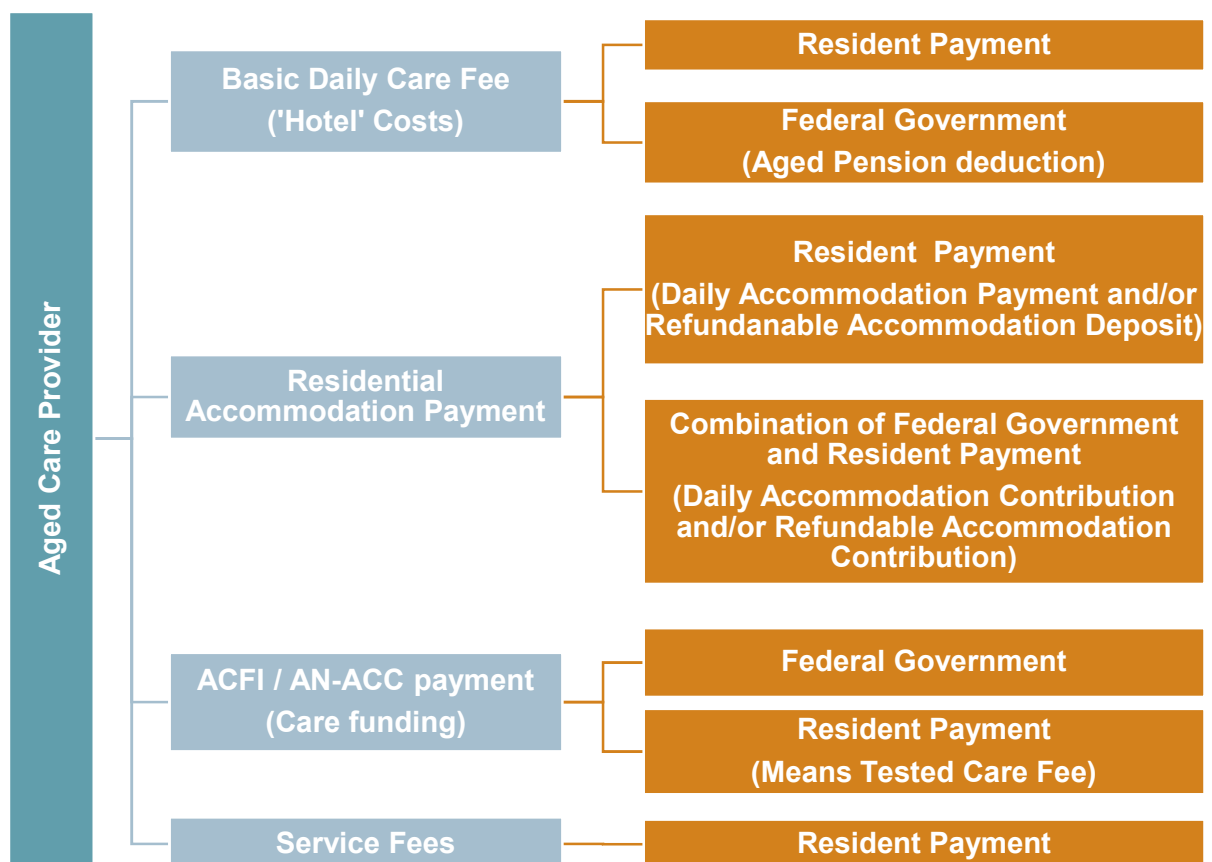 Aged Care Provider
Basic Daily Care Fee
('Hotel' Costs)
Resident Payment
Federal Government
(Aged Pension deduction)
Residential
Accommodation Payment
Resident Payment
(Daily Accommodation Payment and/or
Refundanable Accommodation Deposit)
Combination of Federal Government
and Resident Payment
(Daily Accommodation Contribution
and/or Refundable Accommodation
Contribution)
ACFI / AN-ACC payment
(Care funding)
Federal Government
Resident Payment
(Means Tested Care Fee)
Service Fees
Resident Payment